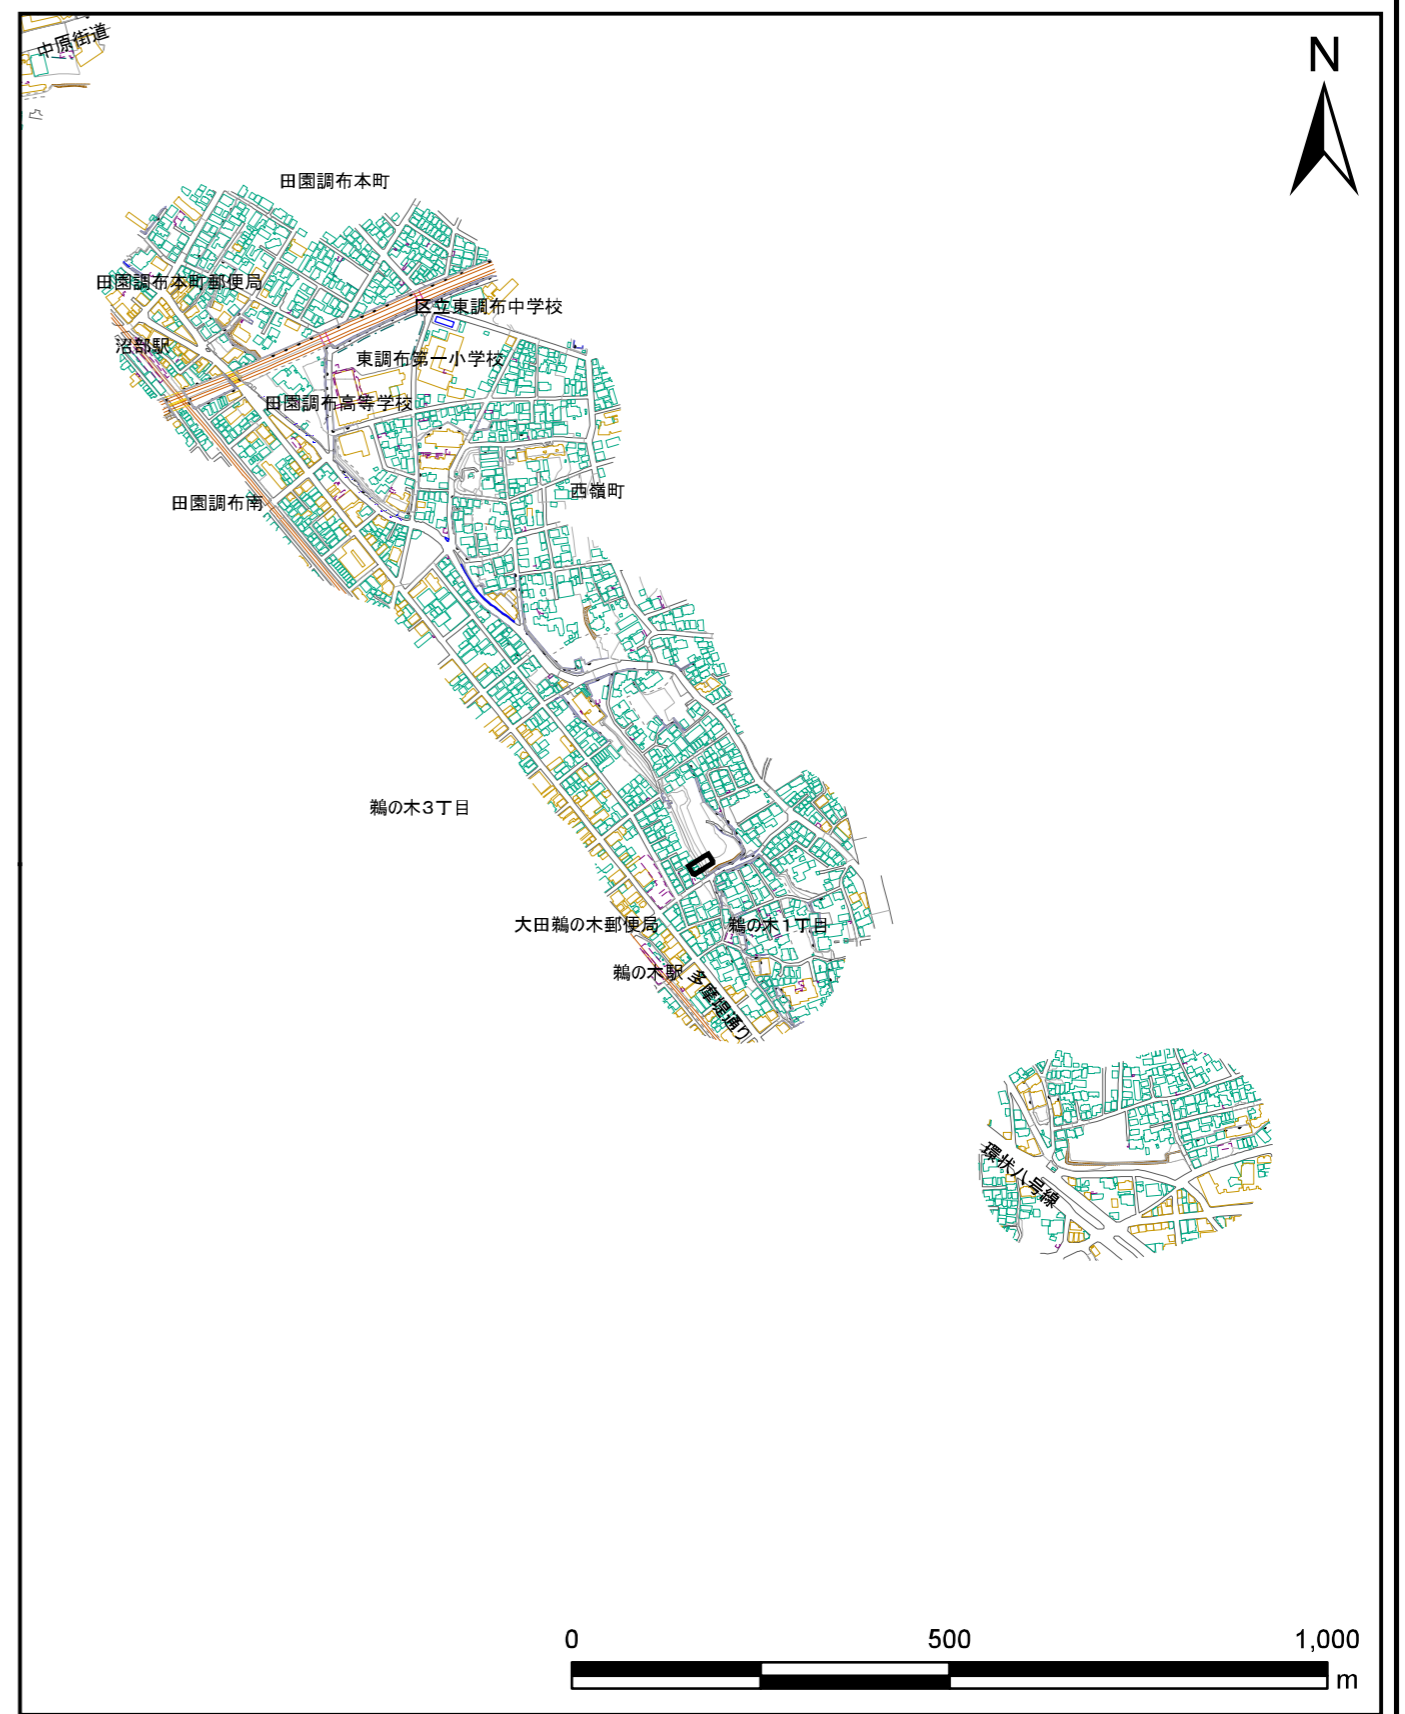 中原街道
N
田園調布本町
田園調布本町郵便局
区立東調布中学校
沼部駅
東調布第一小学校
田園調布高等学校
西嶺町
田園調布南
鵜の木3丁目
大田鵜の木郵便局
鵜の木1丁目
鵜の木駅
多摩堤通り
環状八号線
0 500 1,000
m